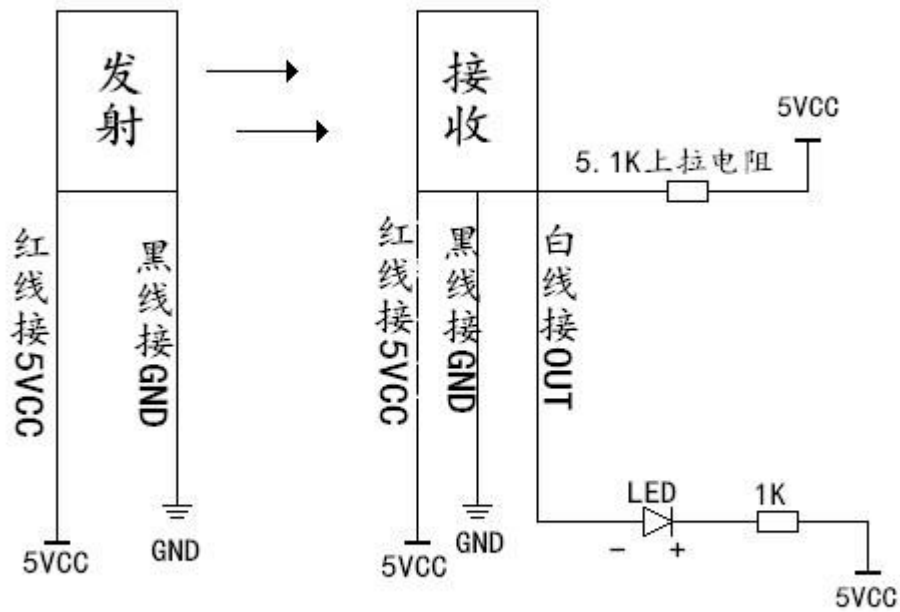 发射
接收
5VCC
5.1K上拉电阻
红线接5VCC
黑线接GND
红线接5VCC
黑线接GND
白线接OUT
LED
1K
- +
5VCC
GND
5VCC
GND
5VCC